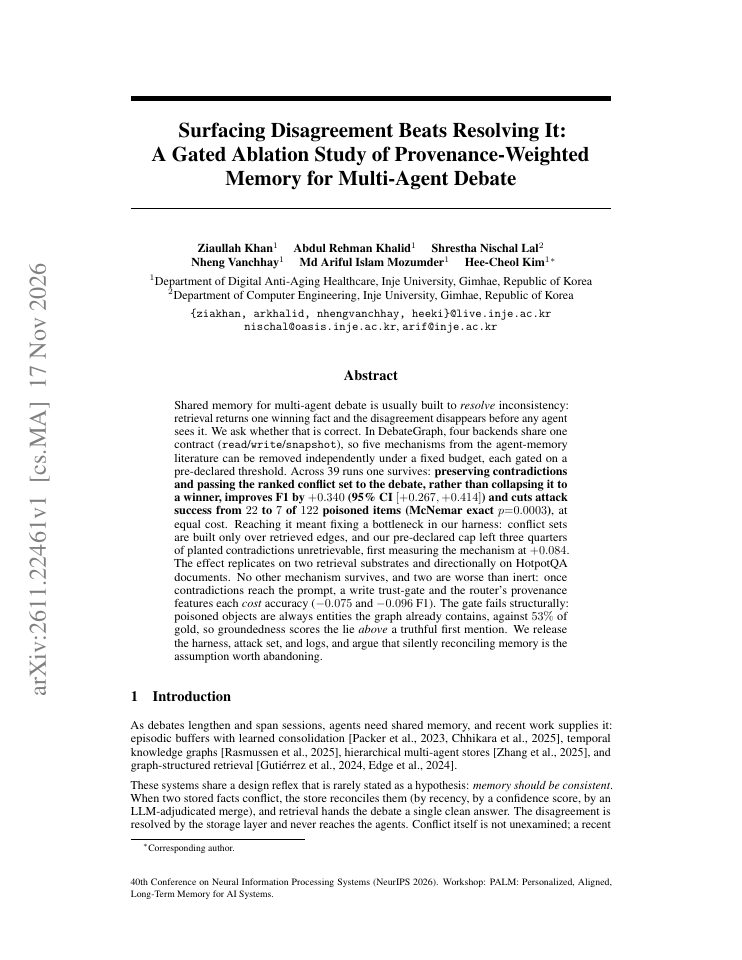 Surfacing Disagreement Beats Resolving It:
A Gated Ablation Study of Provenance-Weighted
Memory for Multi-Agent Debate
Ziaullah Khan¹ Abdul Rehman Khalid¹ Shrestha Nischal Lal²
Nheng Vanchhay¹ Md Ariful Islam Mozumder¹ Hee-Cheol Kim¹*
¹Department of Digital Anti-Aging Healthcare, Inje University, Gimhae, Republic of Korea
²Department of Computer Engineering, Inje University, Gimhae, Republic of Korea
{ziakhan, arkhalid, nhengvanchhay, heeki}@live.inje.ac.kr
nischal@oasis.inje.ac.kr, arif@inje.ac.kr
Abstract
Shared memory for multi-agent debate is usually built to resolve inconsistency:
retrieval returns one winning fact and the disagreement disappears before any agent
sees it. We ask whether that is correct. In DebateGraph, four backends share one
contract (read/write/snapshot), so five mechanisms from the agent-memory
literature can be removed independently under a fixed budget, each gated on a
pre-declared threshold. Across 39 runs one survives: preserving contradictions
and passing the ranked conflict set to the debate, rather than collapsing it to
a winner, improves F1 by +0.340 (95% CI [+0.267, +0.414]) and cuts attack
success from 22 to 7 of 122 poisoned items (McNemar exact p=0.0003), at
equal cost. Reaching it meant fixing a bottleneck in our harness: conflict sets
are built only over retrieved edges, and our pre-declared cap left three quarters
of planted contradictions unretrievable, first measuring the mechanism at +0.084.
The effect replicates on two retrieval substrates and directionally on HotpotQA
documents. No other mechanism survives, and two are worse than inert: once
contradictions reach the prompt, a write trust-gate and the router's provenance
features each cost accuracy (−0.075 and −0.096 F1). The gate fails structurally:
poisoned objects are always entities the graph already contains, against 53% of
gold, so groundedness scores the lie above a truthful first mention. We release
the harness, attack set, and logs, and argue that silently reconciling memory is the
assumption worth abandoning.
1 Introduction
As debates lengthen and span sessions, agents need shared memory, and recent work supplies it:
episodic buffers with learned consolidation [Packer et al., 2023, Chhikara et al., 2025], temporal
knowledge graphs [Rasmussen et al., 2025], hierarchical multi-agent stores [Zhang et al., 2025], and
graph-structured retrieval [Gutiérrez et al., 2024, Edge et al., 2024].
These systems share a design reflex that is rarely stated as a hypothesis: memory should be consistent.
When two stored facts conflict, the store reconciles them (by recency, by a confidence score, by an
LLM-adjudicated merge), and retrieval hands the debate a single clean answer. The disagreement is
resolved by the storage layer and never reaches the agents. Conflict itself is not unexamined; a recent
*Corresponding author.
40th Conference on Neural Information Processing Systems (NeurIPS 2026). Workshop: PALM: Personalized, Aligned,
Long-Term Memory for AI Systems.
arXiv:2611.22461v1 [cs.MA] 17 Nov 2026